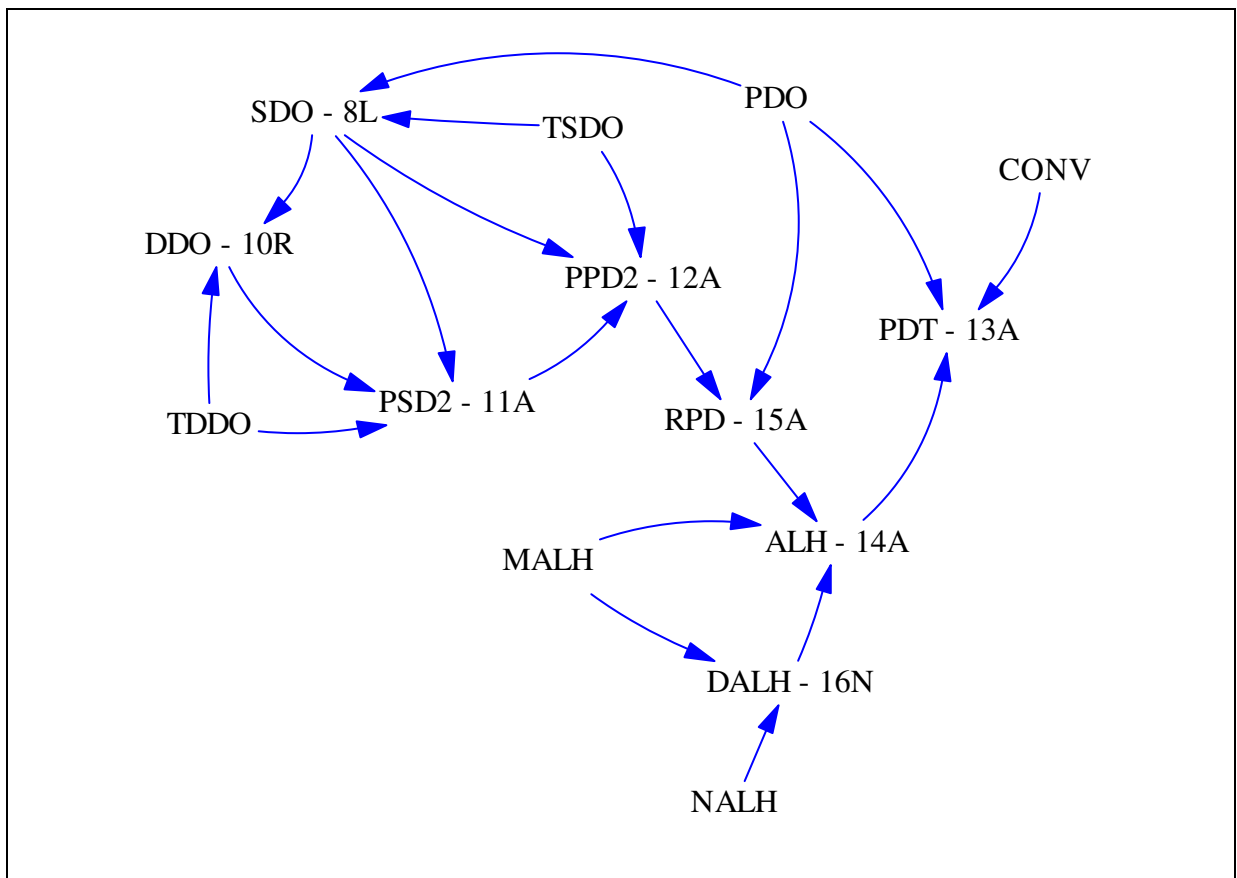 PDO
SDO - 8L
TSDO
CONV
DDO - 10R
PPD2 - 12A
PDT - 13A
PSD2 - 11A
TDDO
RPD - 15A
ALH - 14A
MALH
DALH - 16N
NALH